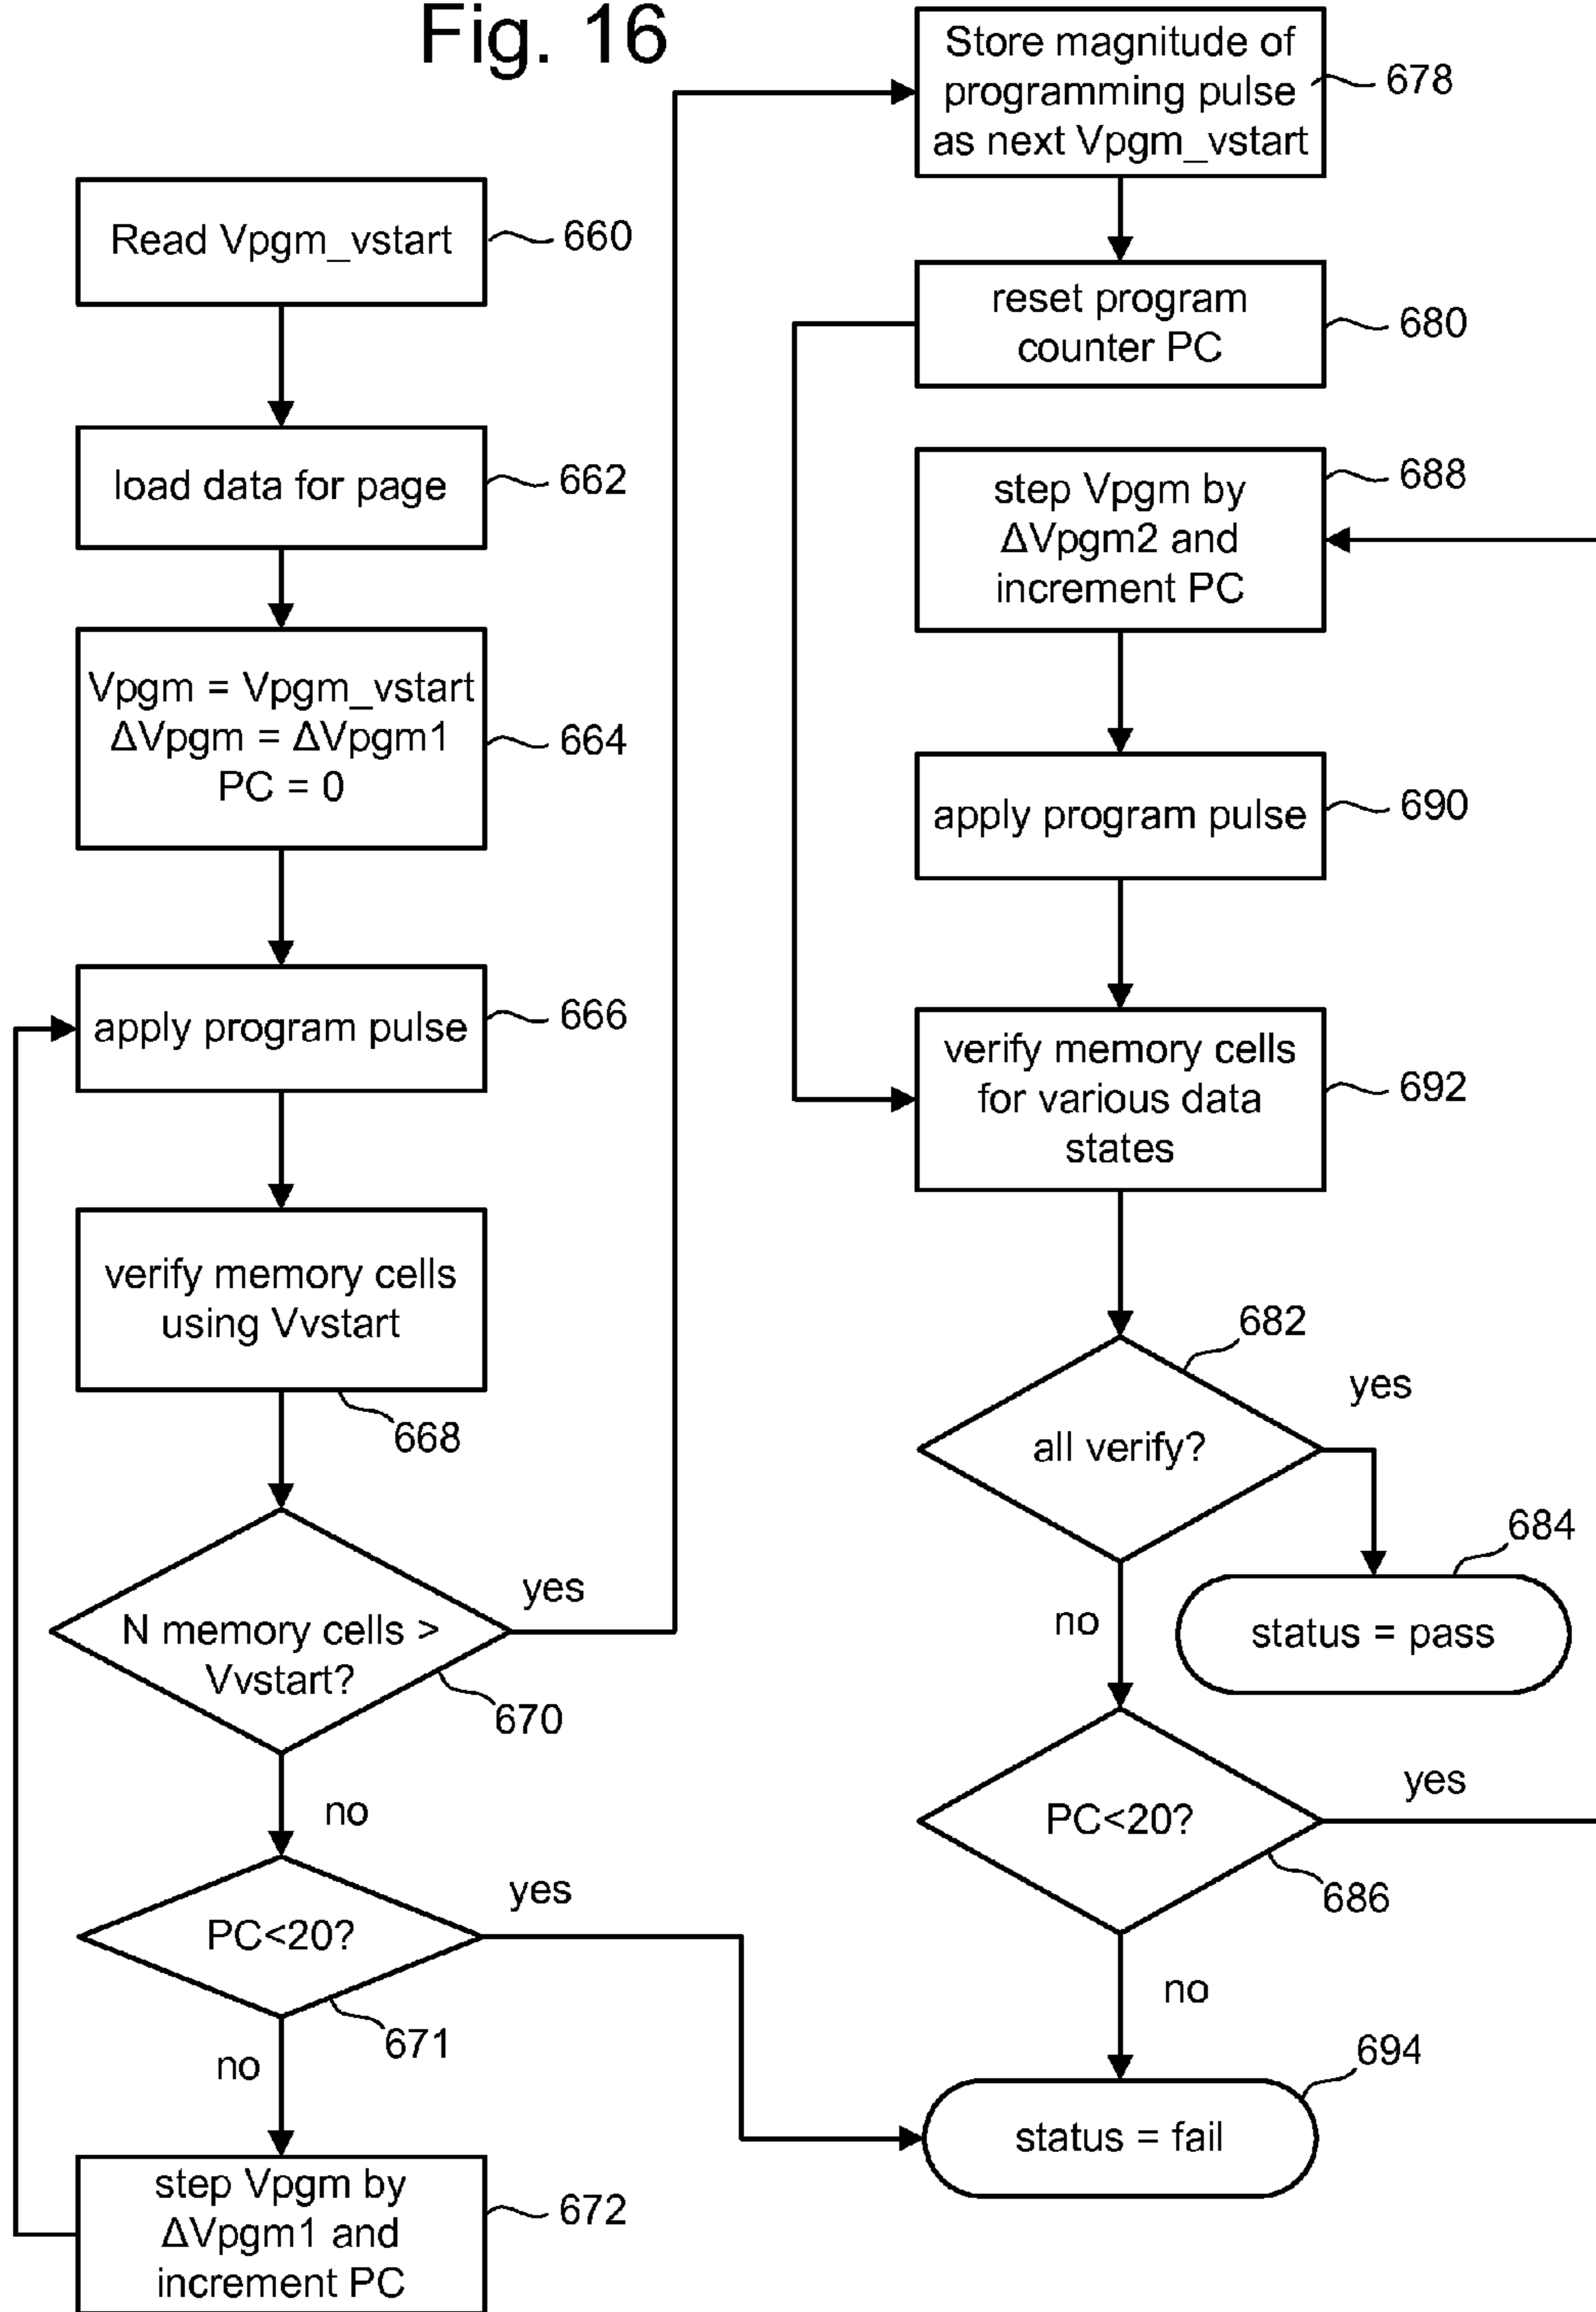 Fig. 16
Read Vpgm_vstart
660
load data for page
662
Vpgm = Vpgm_vstart
ΔVpgm = ΔVpgm1
PC = 0
664
apply program pulse
666
verify memory cells
using Vvstart
668
N memory cells >
Vvstart?
670
yes
no
PC<20?
671
yes
no
step Vpgm by
ΔVpgm1 and
increment PC
672
Store magnitude of
programming pulse
as next Vpgm_vstart
678
reset program
counter PC
680
step Vpgm by
ΔVpgm2 and
increment PC
688
apply program pulse
690
verify memory cells
for various data
states
692
all verify?
682
yes
status = pass
684
no
PC<20?
686
yes
no
status = fail
694